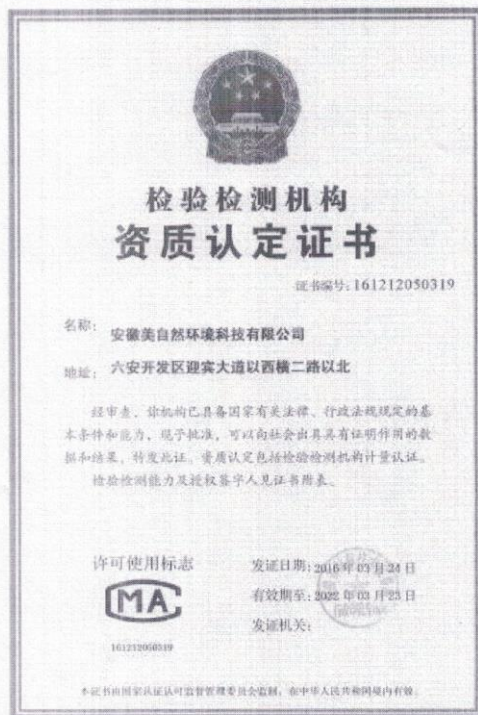 检验检测机构
资质认定证书
证书编号:161212050319
名称: 安徽美自然环境科技有限公司
地址: 六安开发区迎宾大道以西横二路以北
经审查,你机构已具备国家有关法律、行政法规规定的基
本条件和能力,现予批准,可以向社会出具具有证明作用的数
据和结果,特发此证。资质认定包括检验检测机构计量认证。
检验检测能力及授权签字人见证书附表。
许可使用标志
MA
161212050319
发证日期:2016年03月24日
有效期至:2022年03月23日
发证机关:
本证书由国家认证认可监督管理委员会监制,在中华人民共和国境内有效。